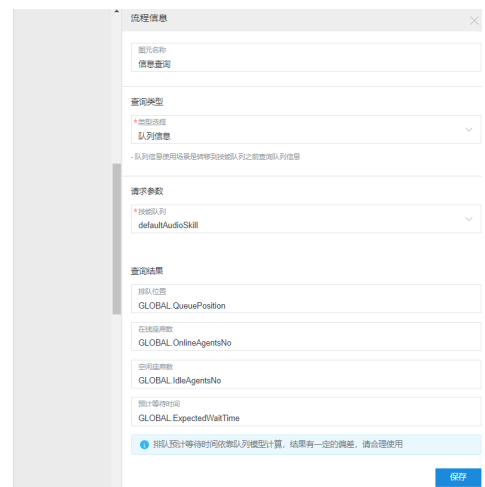 流程信息
图元名称
信息查询
查询类型
*类型选择
队列信息
- 队列信息使用场景是转移到技能队列之前查询队列信息
请求参数
*技能队列
defaultAudioSkill
查询结果
排队位置
GLOBAL.QueuePosition
在线座席数
GLOBAL.OnlineAgentsNo
空闲座席数
GLOBAL.IdleAgentsNo
预计等待时间
GLOBAL.ExpectedWaitTime
排队预计等待时间依靠队列模型计算，结果有一定的偏差，请合理使用
保存